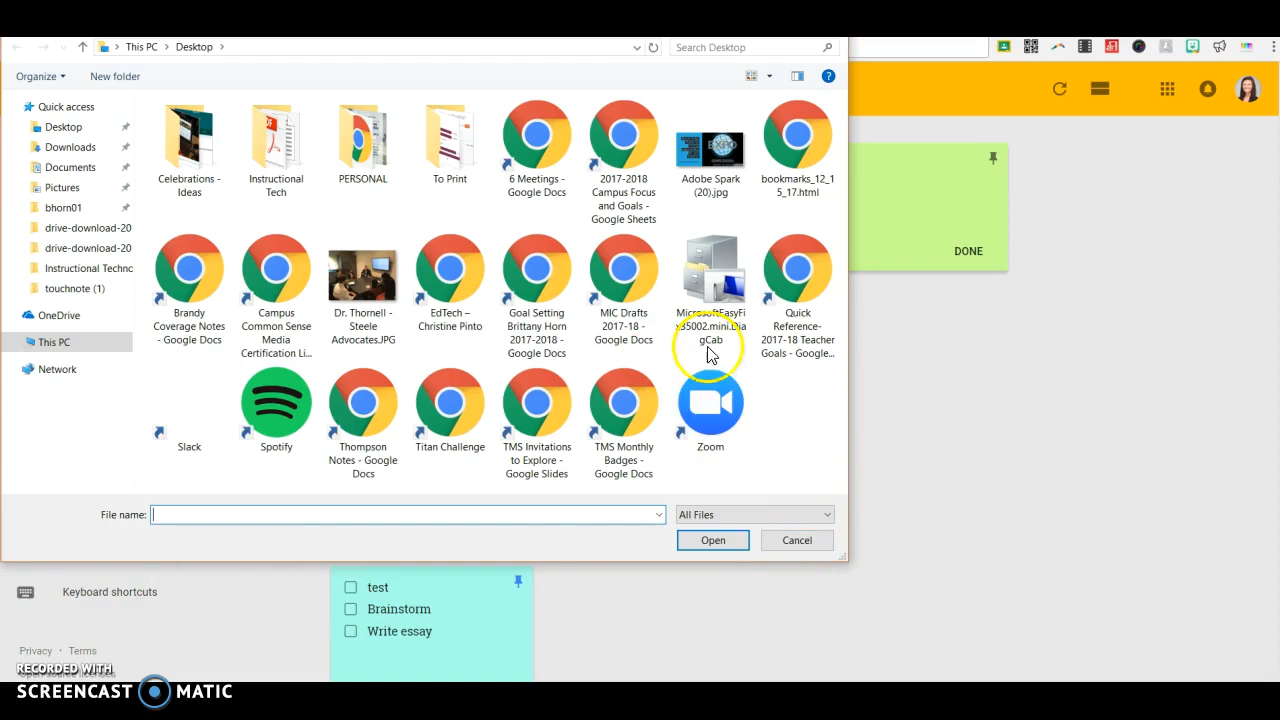 This PC > Desktop >
Search Desktop
Organize
New folder
Quick access
Desktop
Downloads
Documents
Pictures
bhorn01
drive-download-20
drive-download-20
Instructional Technc
touchnote (1)
OneDrive
This PC
Network
Celebrations -
Ideas
Instructional
Tech
PERSONAL
To Print
6 Meetings -
Google Docs
2017-2018
Campus Focus
and Goals -
Google Sheets
Adobe Spark
(20).jpg
bookmarks_12_1
5_17.html
Brandy
Coverage Notes
- Google Docs
Campus
Common Sense
Media
Certification Li...
Dr. Thornell -
Steele
Advocates.JPG
EdTech –
Christine Pinto
Goal Setting
Brittany Horn
2017-2018 -
Google Docs
MIC Drafts
2017-18 -
Google Docs
MicrosoftEasyFi
x35002.mini.Dia
gCab
Quick
Reference-
2017-18 Teacher
Goals - Google...
Slack
Spotify
Thompson
Notes - Google
Docs
Titan Challenge
TMS Invitations
to Explore -
Google Slides
TMS Monthly
Badges -
Google Docs
Zoom
File name:
All Files
Open
Cancel
DONE
Keyboard shortcuts
test
Brainstorm
Write essay
Privacy · Terms
RECORDED WITH
SCREENCAST MATIC